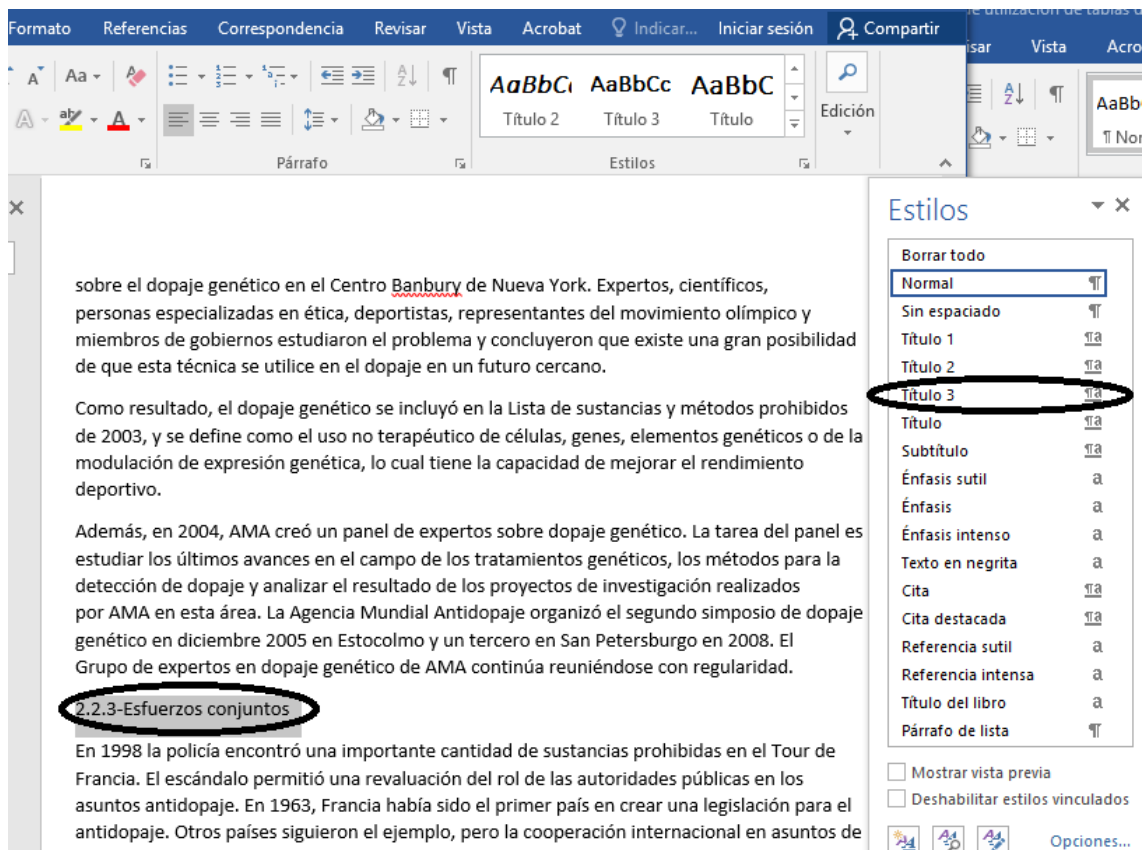 e utilización de tablas d
Formato Referencias Correspondencia Revisar Vista Acrobat Indicar... Iniciar sesión Compartir
isar Vista Acro
A Aa
AaBbCc AaBbCc AaBbC
Título 2 Título 3 Título
Edición
AaBb
¶ Nor
Párrafo Estilos
Estilos
Borrar todo
Normal
Sin espaciado
Título 1
Título 2
Título 3
Título
Subtítulo
Énfasis sutil
Énfasis
Énfasis intenso
Texto en negrita
Cita
Cita destacada
Referencia sutil
Referencia intensa
Título del libro
Párrafo de lista
Mostrar vista previa
Deshabilitar estilos vinculados
Opciones...
sobre el dopaje genético en el Centro Banbury de Nueva York. Expertos, científicos,
personas especializadas en ética, deportistas, representantes del movimiento olímpico y
miembros de gobiernos estudiaron el problema y concluyeron que existe una gran posibilidad
de que esta técnica se utilice en el dopaje en un futuro cercano.
Como resultado, el dopaje genético se incluyó en la Lista de sustancias y métodos prohibidos
de 2003, y se define como el uso no terapéutico de células, genes, elementos genéticos o de la
modulación de expresión genética, lo cual tiene la capacidad de mejorar el rendimiento
deportivo.
Además, en 2004, AMA creó un panel de expertos sobre dopaje genético. La tarea del panel es
estudiar los últimos avances en el campo de los tratamientos genéticos, los métodos para la
detección de dopaje y analizar el resultado de los proyectos de investigación realizados
por AMA en esta área. La Agencia Mundial Antidopaje organizó el segundo simposio de dopaje
genético en diciembre 2005 en Estocolmo y un tercero en San Petersburgo en 2008. El
Grupo de expertos en dopaje genético de AMA continúa reuniéndose con regularidad.
2.2.3-Esfuerzos conjuntos
En 1998 la policía encontró una importante cantidad de sustancias prohibidas en el Tour de
Francia. El escándalo permitió una revaluación del rol de las autoridades públicas en los
asuntos antidopaje. En 1963, Francia había sido el primer país en crear una legislación para el
antidopaje. Otros países siguieron el ejemplo, pero la cooperación internacional en asuntos de